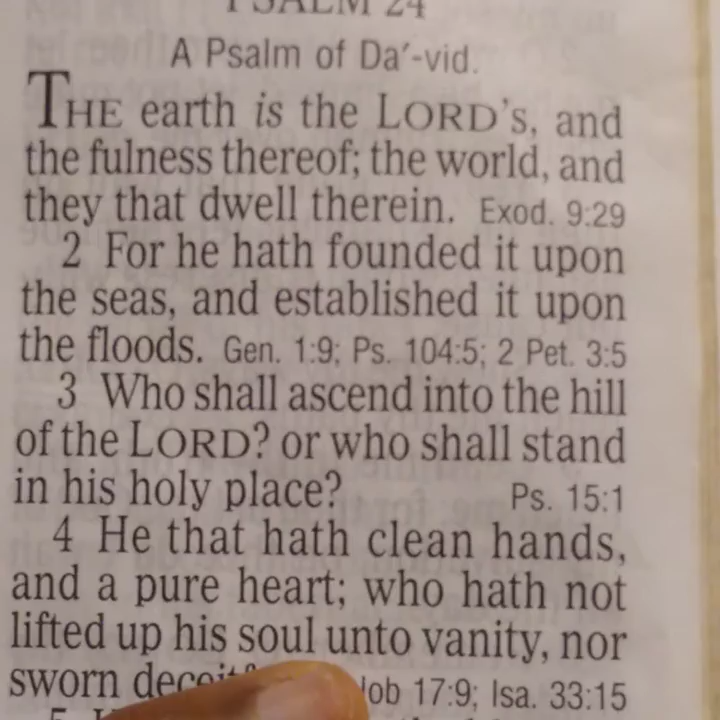 PSALM 24
A Psalm of Da′-vid.
THE earth is the LORD's, and
the fulness thereof; the world, and
they that dwell therein. Exod. 9:29
2 For he hath founded it upon
the seas, and established it upon
the floods. Gen. 1:9; Ps. 104:5; 2 Pet. 3:5
3 Who shall ascend into the hill
of the LORD? or who shall stand
in his holy place? Ps. 15:1
4 He that hath clean hands,
and a pure heart; who hath not
lifted up his soul unto vanity, nor
sworn Job 17:9; Isa. 33:15